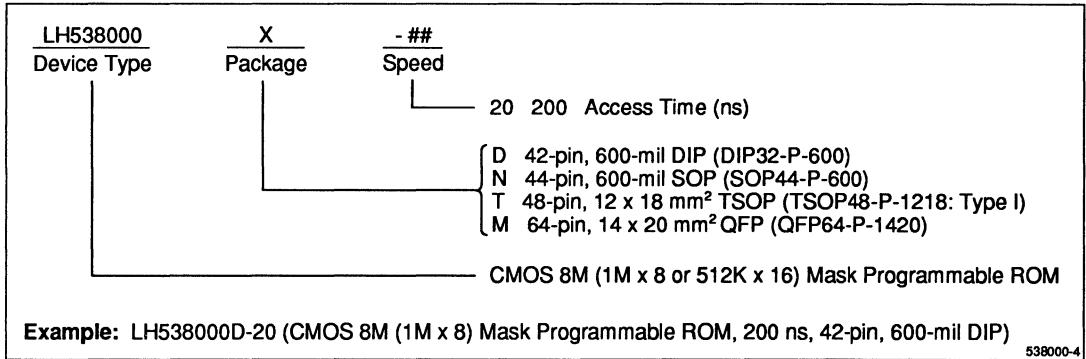 LH538000 X - ##
Device Type Package Speed
20 200 Access Time (ns)
D 42-pin, 600-mil DIP (DIP32-P-600)
N 44-pin, 600-mil SOP (SOP44-P-600)
T 48-pin, 12 x 18 mm² TSOP (TSOP48-P-1218: Type I)
M 64-pin, 14 x 20 mm² QFP (QFP64-P-1420)
CMOS 8M (1M x 8 or 512K x 16) Mask Programmable ROM
Example: LH538000D-20 (CMOS 8M (1M x 8) Mask Programmable ROM, 200 ns, 42-pin, 600-mil DIP)
538000-4